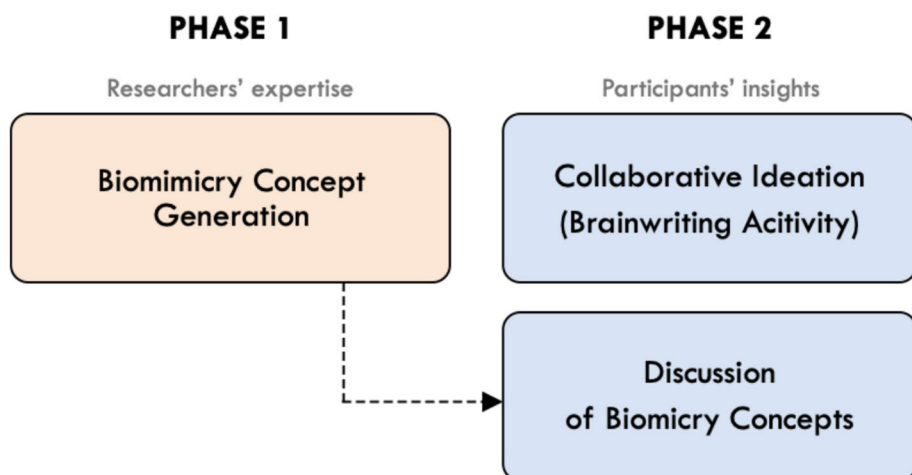 PHASE 1
Researchers' expertise
Biomimicry Concept
Generation
PHASE 2
Participants' insights
Collaborative Ideation
(Brainwriting Acitivity)
Discussion
of Biomicry Concepts